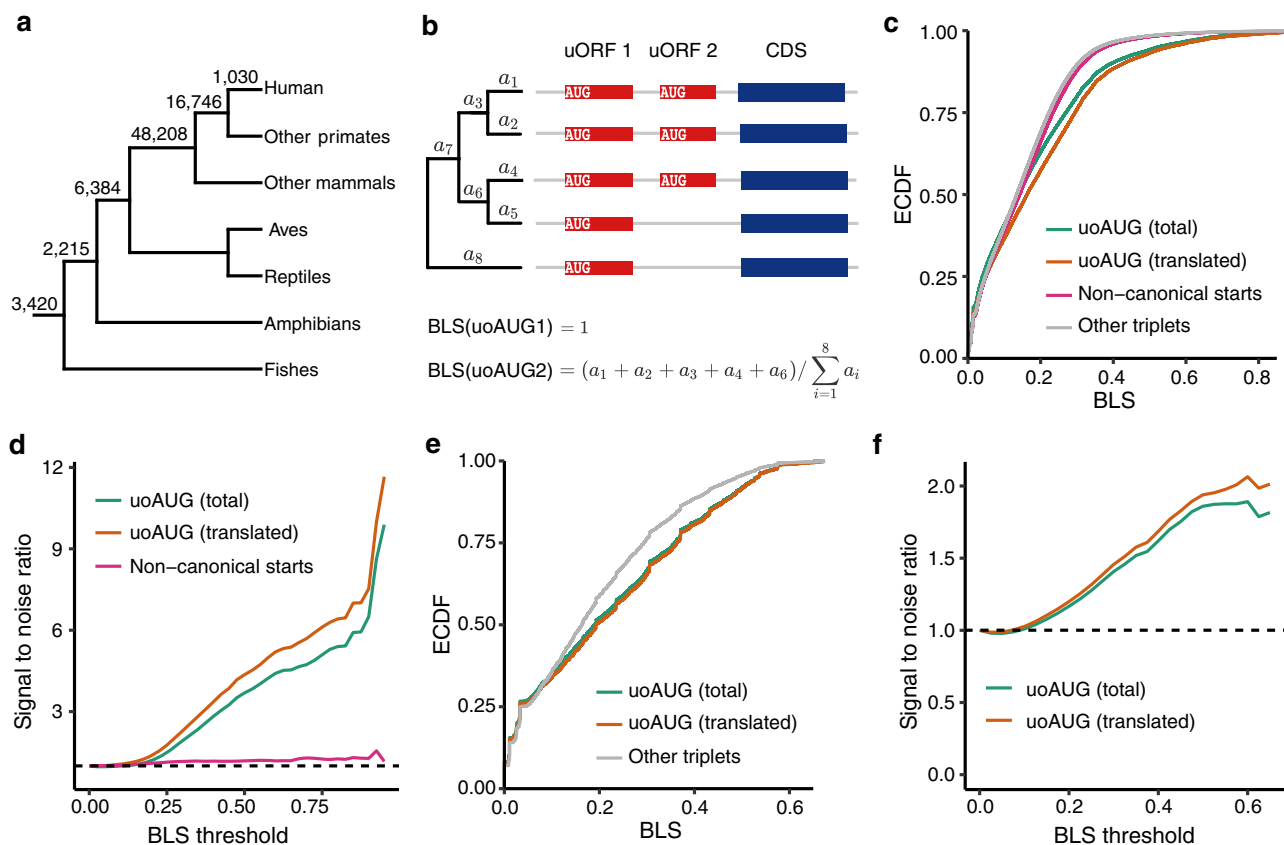 a
1,030
Human
16,746
Other primates
48,208
Other mammals
6,384
Aves
2,215
Reptiles
3,420
Amphibians
Fishes
b
uORF 1 uORF 2 CDS
a1
AUG AUG
a3
a2
AUG AUG
a7
a4
AUG AUG
a6
a5
AUG
a8
AUG
BLS(uoAUG1) = 1
BLS(uoAUG2) = (a1 + a2 + a3 + a4 + a6)/ ∑ i=1 8 ai
c
1.00
0.75
0.50
0.25
0.00
ECDF
uoAUG (total)
uoAUG (translated)
Non-canonical starts
Other triplets
0.0 0.2 0.4 0.6 0.8
BLS
d
12
9
6
3
Signal to noise ratio
uoAUG (total)
uoAUG (translated)
Non-canonical starts
0.00 0.25 0.50 0.75
BLS threshold
e
1.00
0.75
0.50
0.25
0.00
ECDF
uoAUG (total)
uoAUG (translated)
Other triplets
0.0 0.2 0.4 0.6
BLS
f
2.0
1.5
1.0
0.5
0.0
Signal to noise ratio
uoAUG (total)
uoAUG (translated)
0.0 0.2 0.4 0.6
BLS threshold